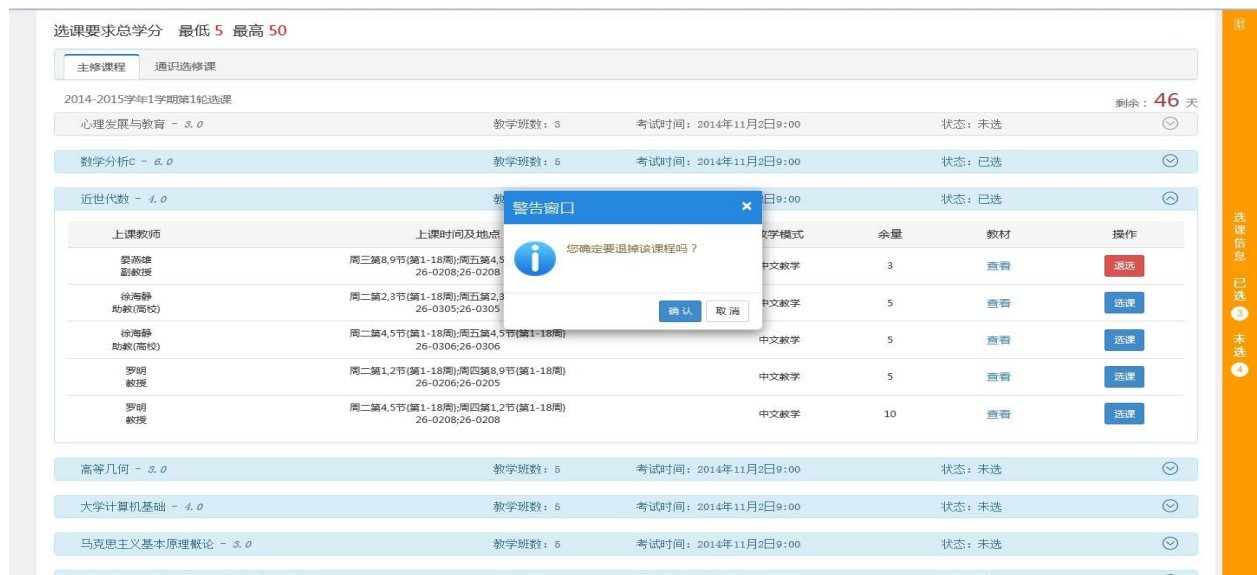 选课要求总学分 最低 5 最高 50
主修课程 通识选修课
2014-2015学年1学期第1轮选课 剩余：46 天
心理发展与教育 - 3.0 教学班数：3 考试时间：2014年11月2日9:00 状态：未选
数学分析C - 6.0 教学班数：5 考试时间：2014年11月2日9:00 状态：已选
近世代数 - 4.0 教 2日9:00 状态：已选
警告窗口 ×
您确定要退掉该课程吗？
确认 取消
上课教师 上课时间及地点 学模式 余量 教材 操作
晏燕雄 周三第8,9节{第1-18周};周五第4,5
副教授 26-0208;26-0208 中文教学 3 查看 退选
徐海静 周二第2,3节{第1-18周};周五第2,3
助教(高校) 26-0305;26-0305 中文教学 5 查看 选课
徐海静 周二第4,5节{第1-18周};周五第4,5节{第1-18周}
助教(高校) 26-0306;26-0306 中文教学 5 查看 选课
罗明 周二第1,2节{第1-18周};周四第8,9节{第1-18周}
教授 26-0206;26-0205 中文教学 5 查看 选课
罗明 周二第4,5节{第1-18周};周四第1,2节{第1-18周}
教授 26-0208;26-0208 中文教学 10 查看 选课
高等几何 - 3.0 教学班数：5 考试时间：2014年11月2日9:00 状态：未选
大学计算机基础 - 4.0 教学班数：5 考试时间：2014年11月2日9:00 状态：未选
马克思主义基本原理概论 - 3.0 教学班数：5 考试时间：2014年11月2日9:00 状态：未选
选课信息 已选 3 未选 4